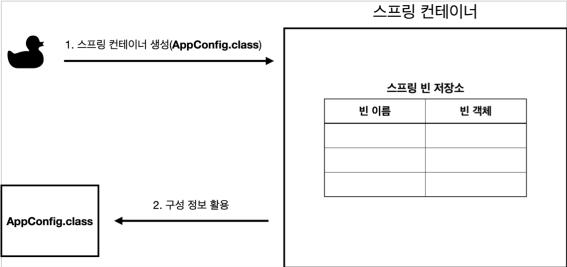 스프링 컨테이너
1. 스프링 컨테이너 생성(AppConfig.class)
스프링 빈 저장소
빈 이름 빈 객체
2. 구성 정보 활용
AppConfig.class